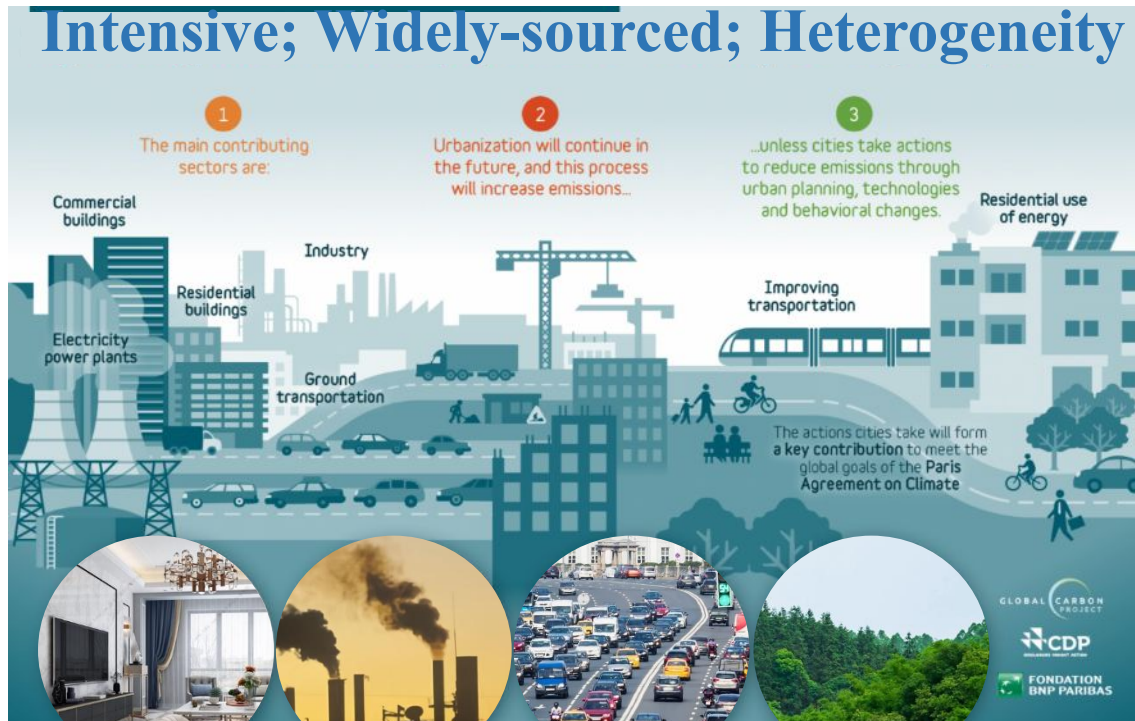 Intensive; Widely-sourced; Heterogeneity
1
The main contributing
sectors are:
2
Urbanization will continue in
the future, and this process
will increase emissions...
3
...unless cities take actions
to reduce emissions through
urban planning, technologies
and behavioral changes.
Commercial
buildings
Residential
buildings
Industry
Electricity
power plants
Ground
transportation
Improving
transportation
Residential use
of energy
The actions cities take will form
a key contribution to meet the
global goals of the Paris
Agreement on Climate
GLOBAL CARBON
PROJECT
CDP
FONDATION
BNP PARIBAS